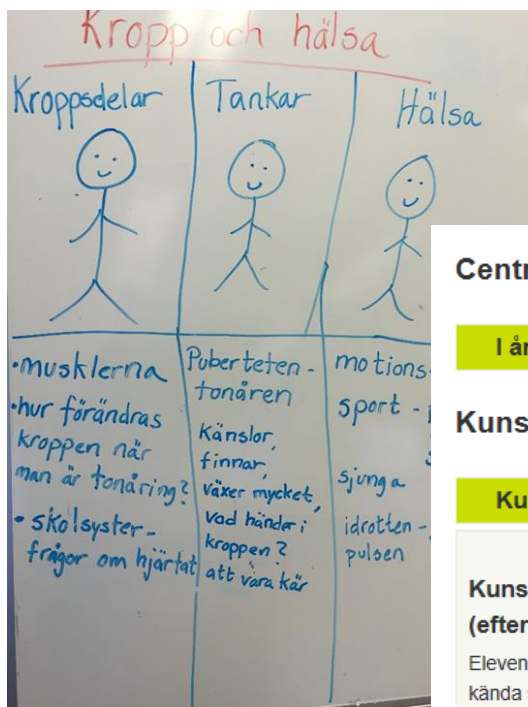 Kropp och hälsa
Kroppsdelar
Tankar
Hälsa
•musklerna
•hur förändras
kroppen när
man är tonåring?
• skolsyster-
frågor om hjärtat
Puberteten-
tonåren
Känslor,
finnar,
växer mycket,
vad händer i
kroppen?
att vara kär
motions-
sport -
sjunga
idrotten -
pulsen
Centr
I år
Kuns
Ku
Kuns
(efter
Eleven
kända